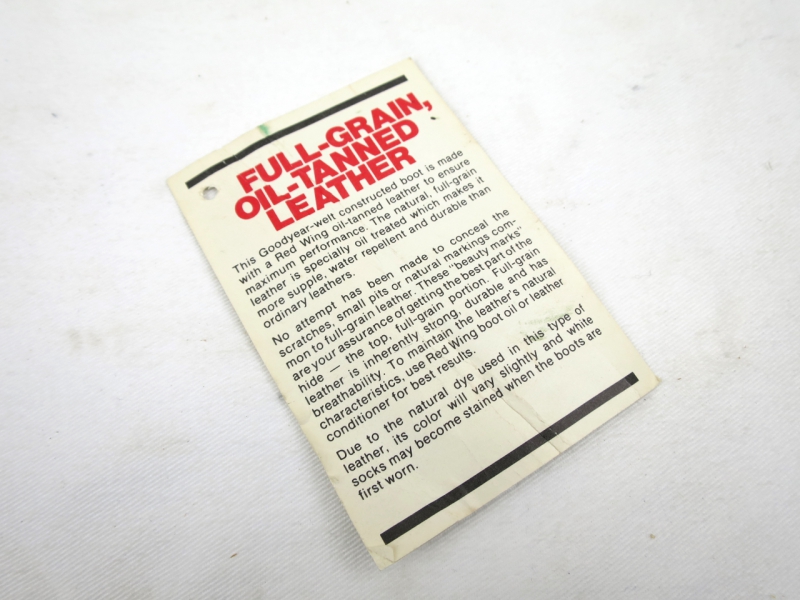 FULL-GRAIN,
OIL-TANNED
LEATHER
This Goodyear-welt constructed boot is made
with a Red Wing oil-tanned leather to ensure
maximum performance. The natural, full-grain
leather is specially oil treated which makes it
more supple, water repellent and durable than
ordinary leathers.
No attempt has been made to conceal the
scratches, small pits or natural markings com-
mon to full-grain leather. These "beauty marks"
are your assurance of getting the best part of the
hide — the top, full-grain portion. Full-grain
leather is inherently strong, durable and has
breathability. To maintain the leather's natural
characteristics, use Red Wing boot oil or leather
conditioner for best results.
Due to the natural dye used in this type of
leather, its color will vary slightly and white
socks may become stained when the boots are
first worn.